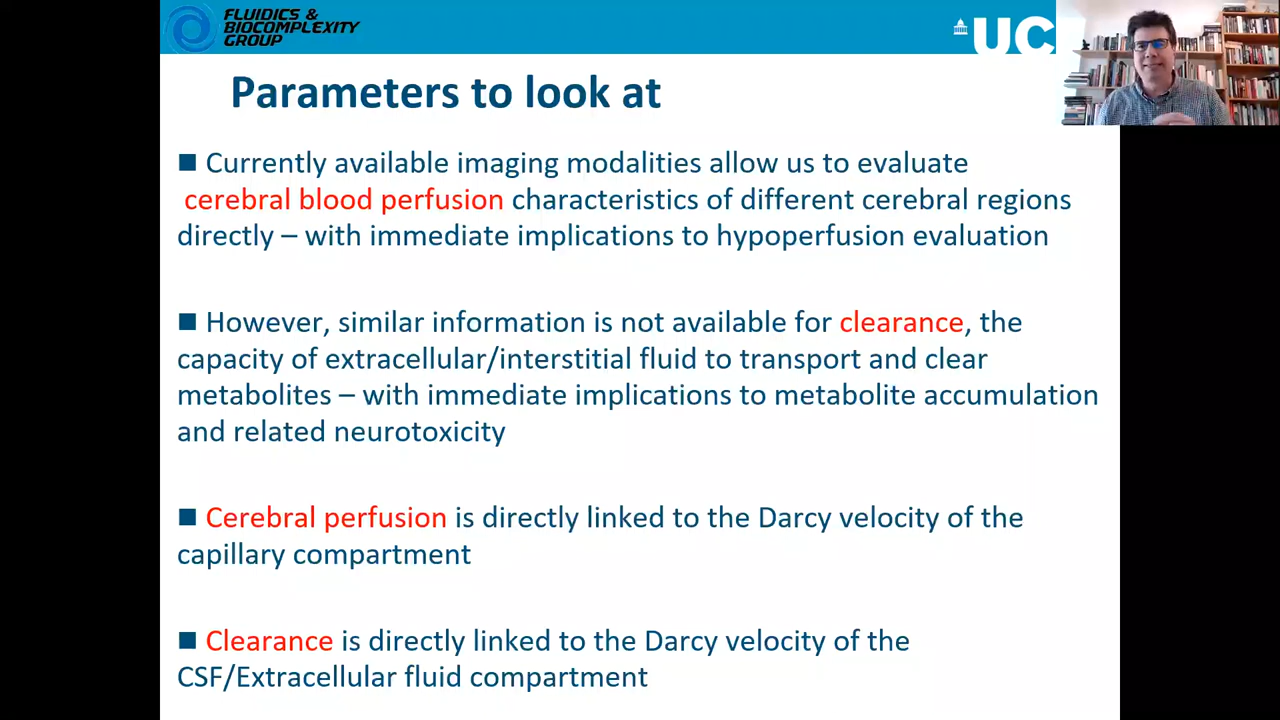 FLUIDICS &
BIOCOMPLEXITY
GROUP
UC
Parameters to look at
■ Currently available imaging modalities allow us to evaluate
cerebral blood perfusion characteristics of different cerebral regions
directly – with immediate implications to hypoperfusion evaluation
■ However, similar information is not available for clearance, the
capacity of extracellular/interstitial fluid to transport and clear
metabolites – with immediate implications to metabolite accumulation
and related neurotoxicity
■ Cerebral perfusion is directly linked to the Darcy velocity of the
capillary compartment
■ Clearance is directly linked to the Darcy velocity of the
CSF/Extracellular fluid compartment